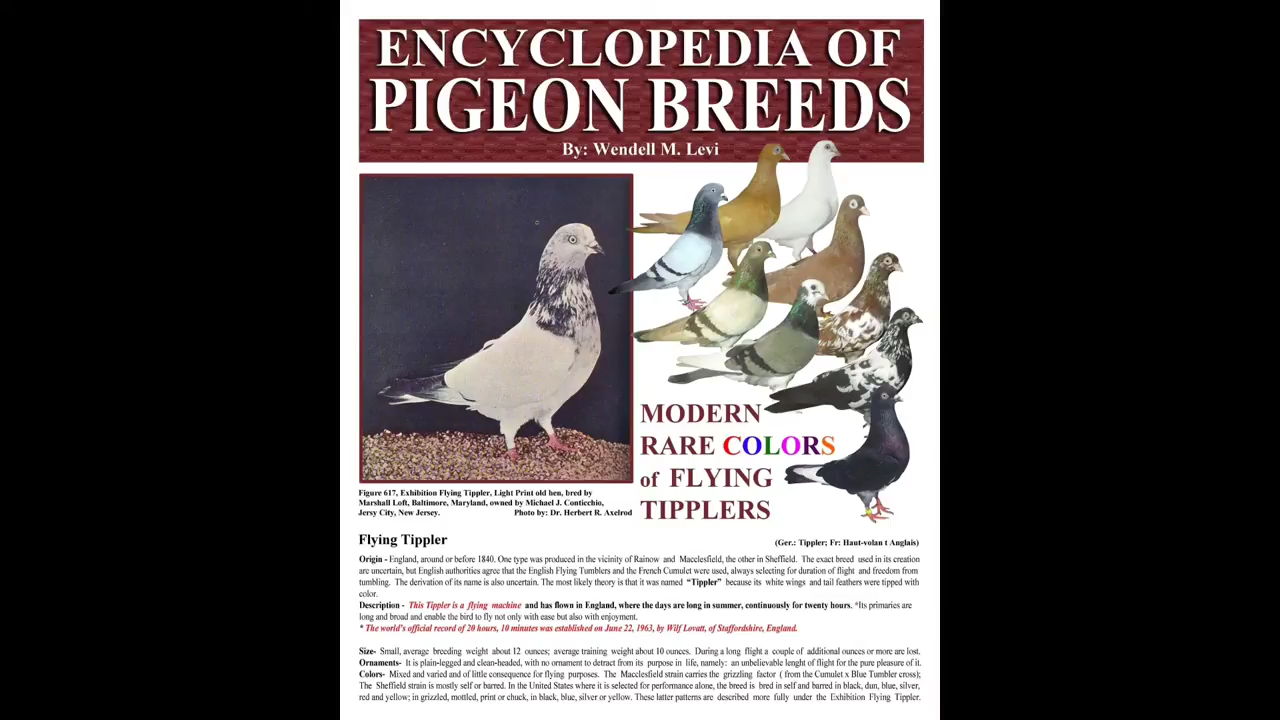 ENCYCLOPEDIA OF
PIGEON BREEDS
By: Wendell M. Levi
MODERN
RARE COLORS
of FLYING
TIPPLERS
Figure 617, Exhibition Flying Tippler, Light Print old hen, bred by
Marshall Loft, Baltimore, Maryland, owned by Michael J. Conticchio,
Jersy City, New Jersey. Photo by: Dr. Herbert R. Axelrod
Flying Tippler (Ger.: Tippler; Fr: Haut-volan t Anglais)
Origin - England, around or before 1840. One type was produced in the vicinity of Rainow and Macclesfield, the other in Sheffield. The exact breed used in its creation
are uncertain, but English authorities agree that the English Flying Tumblers and the French Cumulet were used, always selecting for duration of flight and freedom from
tumbling. The derivation of its name is also uncertain. The most likely theory is that it was named “Tippler” because its white wings and tail feathers were tipped with
color.
Description - This Tippler is a flying machine and has flown in England, where the days are long in summer, continuously for twenty hours. *Its primaries are
long and broad and enable the bird to fly not only with ease but also with enjoyment.
* The world's official record of 20 hours, 10 minutes was established on June 22, 1963, by Wilf Lovatt, of Staffordshire, England.
Size- Small, average breeding weight about 12 ounces; average training weight about 10 ounces. During a long flight a couple of additional ounces or more are lost.
Ornaments- It is plain-legged and clean-headed, with no ornament to detract from its purpose in life, namely: an unbelievable lenght of flight for the pure pleasure of it.
Colors- Mixed and varied and of little consequence for flying purposes. The Macclesfield strain carries the grizzling factor ( from the Cumulet x Blue Tumbler cross);
The Sheffield strain is mostly self or barred. In the United States where it is selected for performance alone, the breed is bred in self and barred in black, dun, blue, silver,
red and yellow; in grizzled, mottled, print or chuck, in black, blue, silver or yellow. These latter patterns are described more fully under the Exhibition Flying Tippler.